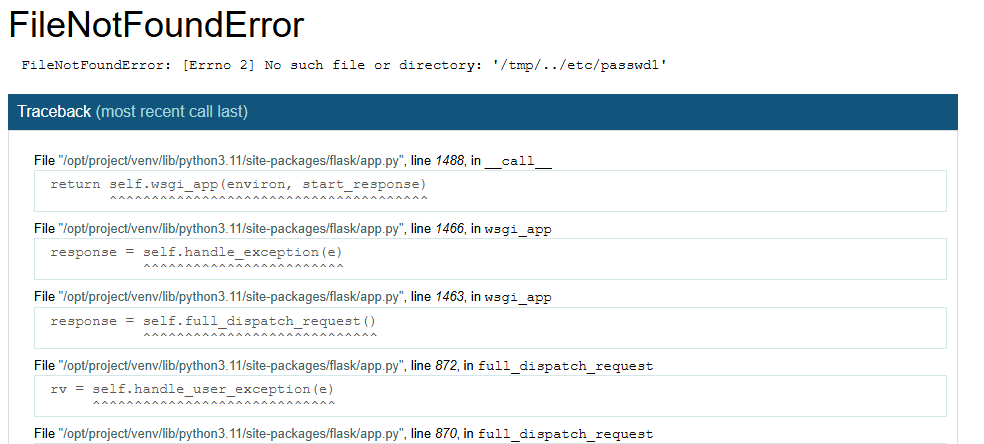 FileNotFoundError
FileNotFoundError: [Errno 2] No such file or directory: '/tmp/../etc/passwd1'
Traceback (most recent call last)
File "/opt/project/venv/lib/python3.11/site-packages/flask/app.py", line 1488, in __call__
return self.wsgi_app(environ, start_response)
^^^^^^^^^^^^^^^^^^^^^^^^^^^^^^^^^^^^^^
File "/opt/project/venv/lib/python3.11/site-packages/flask/app.py", line 1466, in wsgi_app
response = self.handle_exception(e)
^^^^^^^^^^^^^^^^^^^^^^^^
File "/opt/project/venv/lib/python3.11/site-packages/flask/app.py", line 1463, in wsgi_app
response = self.full_dispatch_request()
^^^^^^^^^^^^^^^^^^^^^^^^^^^^
File "/opt/project/venv/lib/python3.11/site-packages/flask/app.py", line 872, in full_dispatch_request
rv = self.handle_user_exception(e)
^^^^^^^^^^^^^^^^^^^^^^^^^^^^^
File "/opt/project/venv/lib/python3.11/site-packages/flask/app.py", line 870, in full_dispatch_request